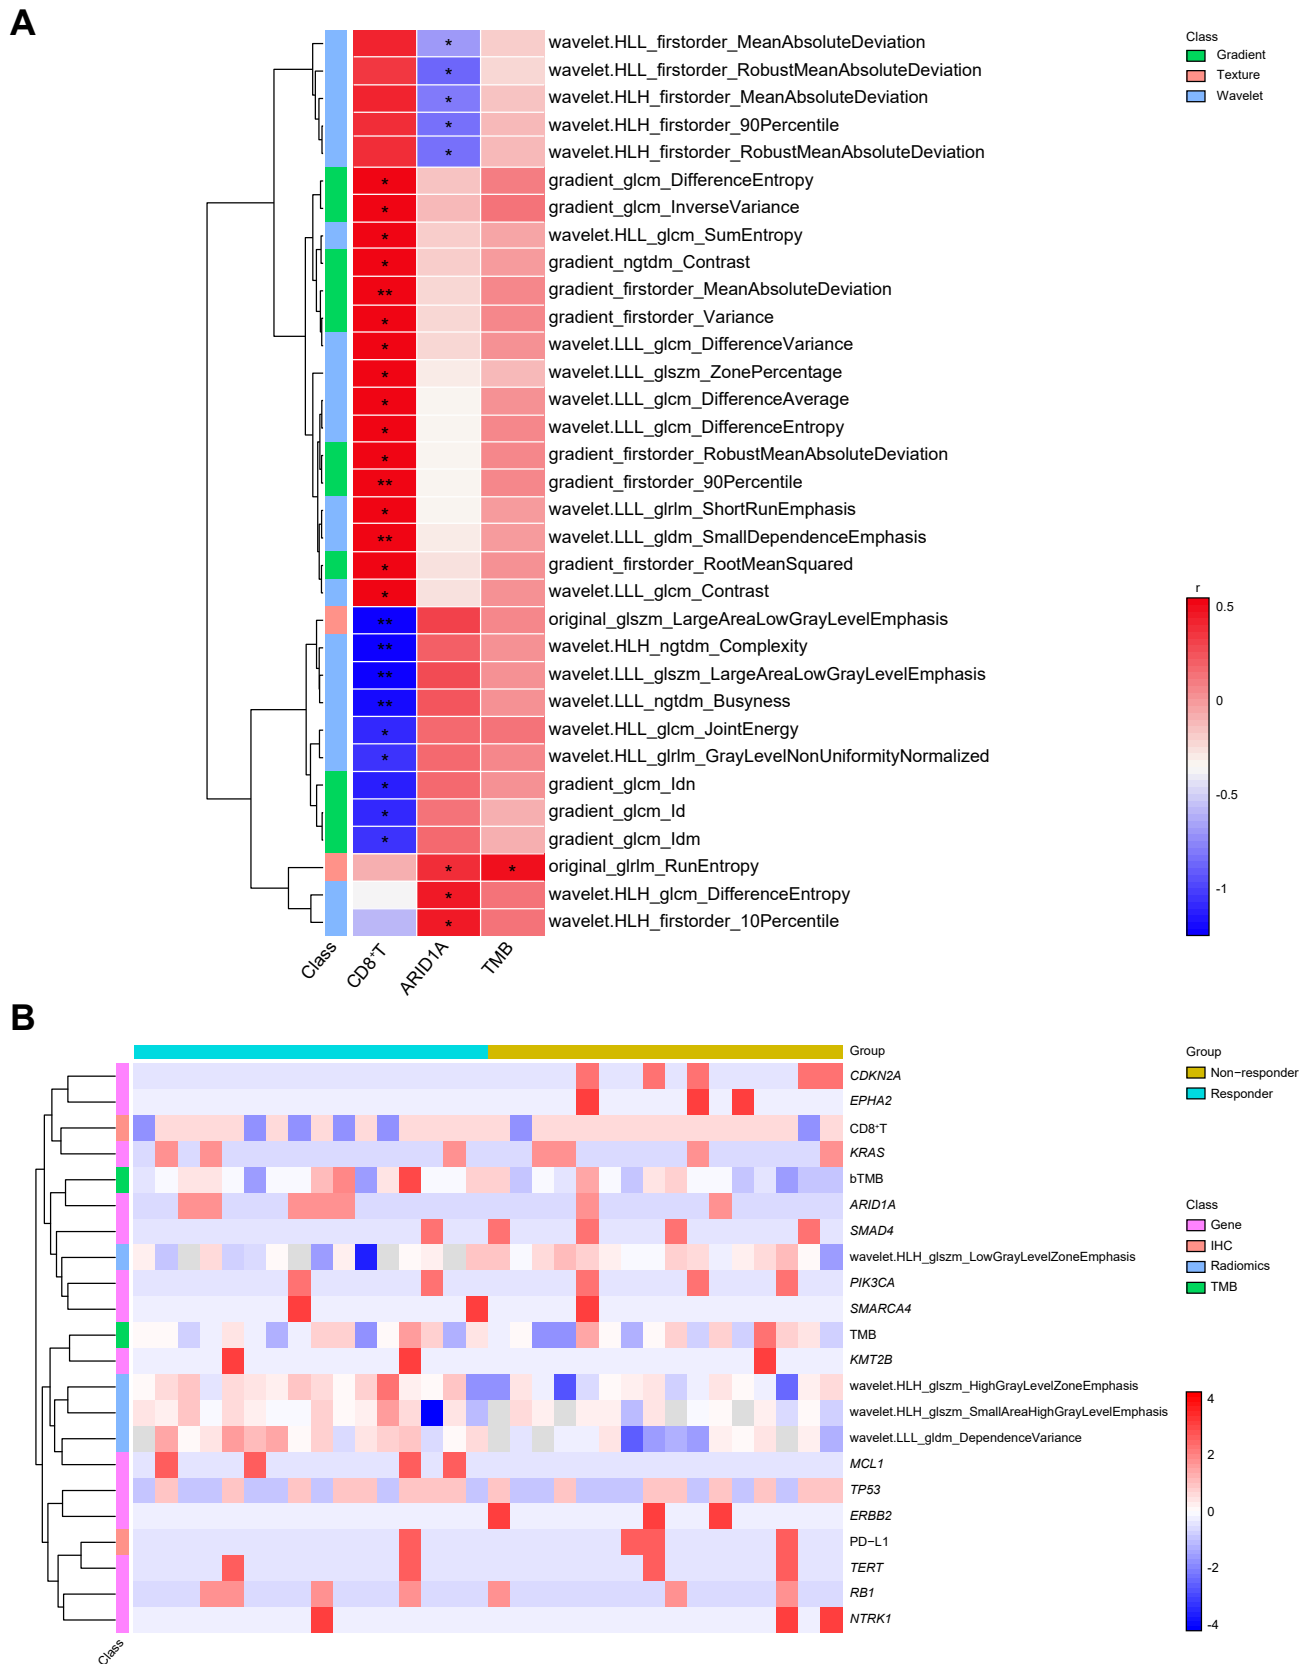 A
wavelet.HLL_firstorder_MeanAbsoluteDeviation
wavelet.HLL_firstorder_RobustMeanAbsoluteDeviation
wavelet.HLH_firstorder_MeanAbsoluteDeviation
wavelet.HLH_firstorder_90Percentile
wavelet.HLH_firstorder_RobustMeanAbsoluteDeviation
gradient_glcm_DifferenceEntropy
gradient_glcm_InverseVariance
wavelet.HLL_glcm_SumEntropy
gradient_ngtdm_Contrast
gradient_firstorder_MeanAbsoluteDeviation
gradient_firstorder_Variance
wavelet.LLL_glcm_DifferenceVariance
wavelet.LLL_glszm_ZonePercentage
wavelet.LLL_glcm_DifferenceAverage
wavelet.LLL_glcm_DifferenceEntropy
gradient_firstorder_RobustMeanAbsoluteDeviation
gradient_firstorder_90Percentile
wavelet.LLL_glrlm_ShortRunEmphasis
wavelet.LLL_gldm_SmallDependenceEmphasis
gradient_firstorder_RootMeanSquared
wavelet.LLL_glcm_Contrast
original_glszm_LargeAreaLowGrayLevelEmphasis
wavelet.HLH_ngtdm_Complexity
wavelet.LLL_glszm_LargeAreaLowGrayLevelEmphasis
wavelet.LLL_ngtdm_Busyness
wavelet.HLL_glcm_JointEnergy
wavelet.HLL_glrlm_GrayLevelNonUniformityNormalized
gradient_glcm_Idn
gradient_glcm_Id
gradient_glcm_Idm
original_glrlm_RunEntropy
wavelet.HLH_glcm_DifferenceEntropy
wavelet.HLH_firstorder_10Percentile
Class
CD8⁺T
ARID1A
TMB
Class
Gradient
Texture
Wavelet
r
0.5
0
-0.5
-1
B
Group
CDKN2A
EPHA2
CD8⁺T
KRAS
bTMB
ARID1A
SMAD4
wavelet.HLH_glszm_LowGrayLevelZoneEmphasis
PIK3CA
SMARCA4
TMB
KMT2B
wavelet.HLH_glszm_HighGrayLevelZoneEmphasis
wavelet.HLH_glszm_SmallAreaHighGrayLevelEmphasis
wavelet.LLL_gldm_DependenceVariance
MCL1
TP53
ERBB2
PD−L1
TERT
RB1
NTRK1
Class
Group
Non−responder
Responder
Class
Gene
IHC
Radiomics
TMB
4
2
0
-2
-4